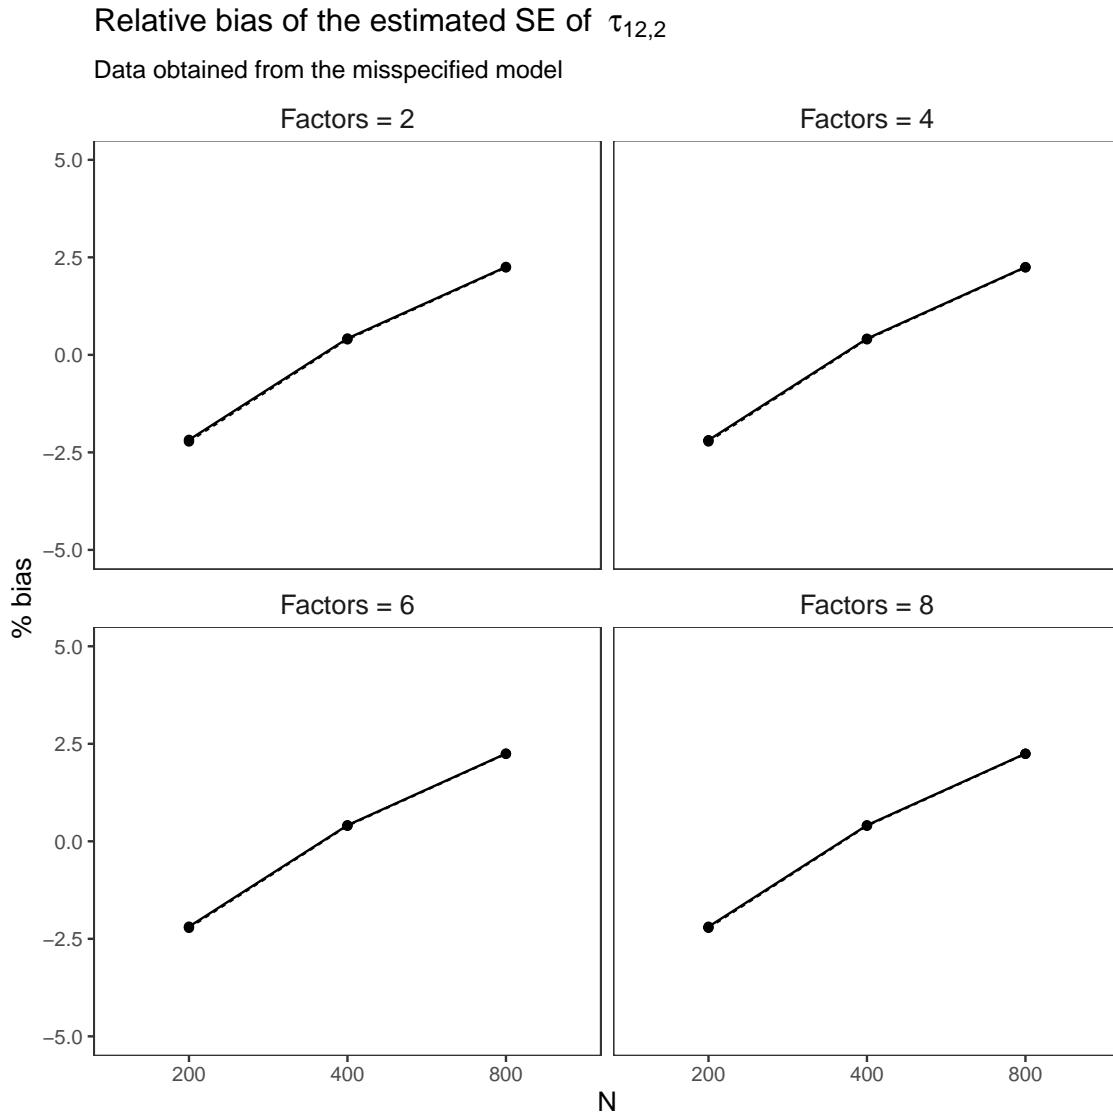 Relative bias of the estimated SE of τ12,2
Data obtained from the misspecified model
Factors = 2
Factors = 4
5.0
2.5
0.0
−2.5
−5.0
% bias
Factors = 6
Factors = 8
5.0
2.5
0.0
−2.5
−5.0
200 400 800
200 400 800
N